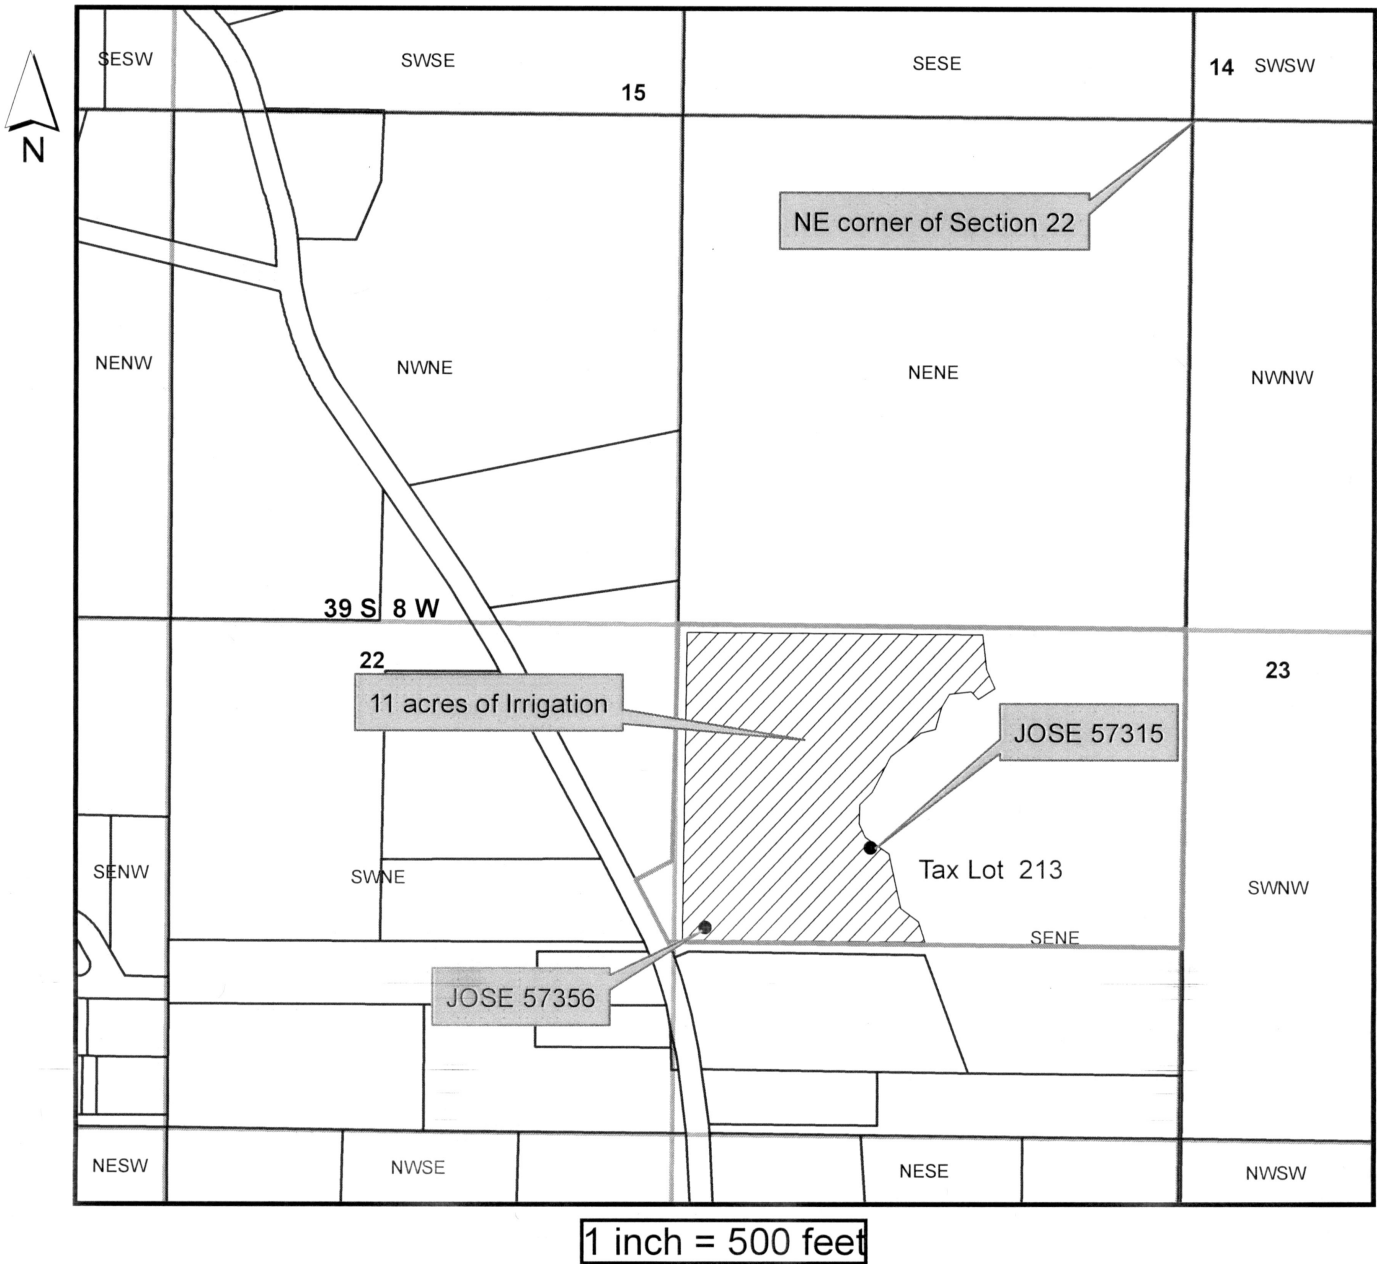 SESW
SWSE
SESE
14 SWSW
15
N
NE corner of Section 22
NENW
NWNE
NENE
NWNW
39 S 8 W
22
23
11 acres of Irrigation
JOSE 57315
SENW
SWNE
Tax Lot 213
SWNW
SENE
JOSE 57356
NESW
NWSE
NESE
NWSW
1 inch = 500 feet